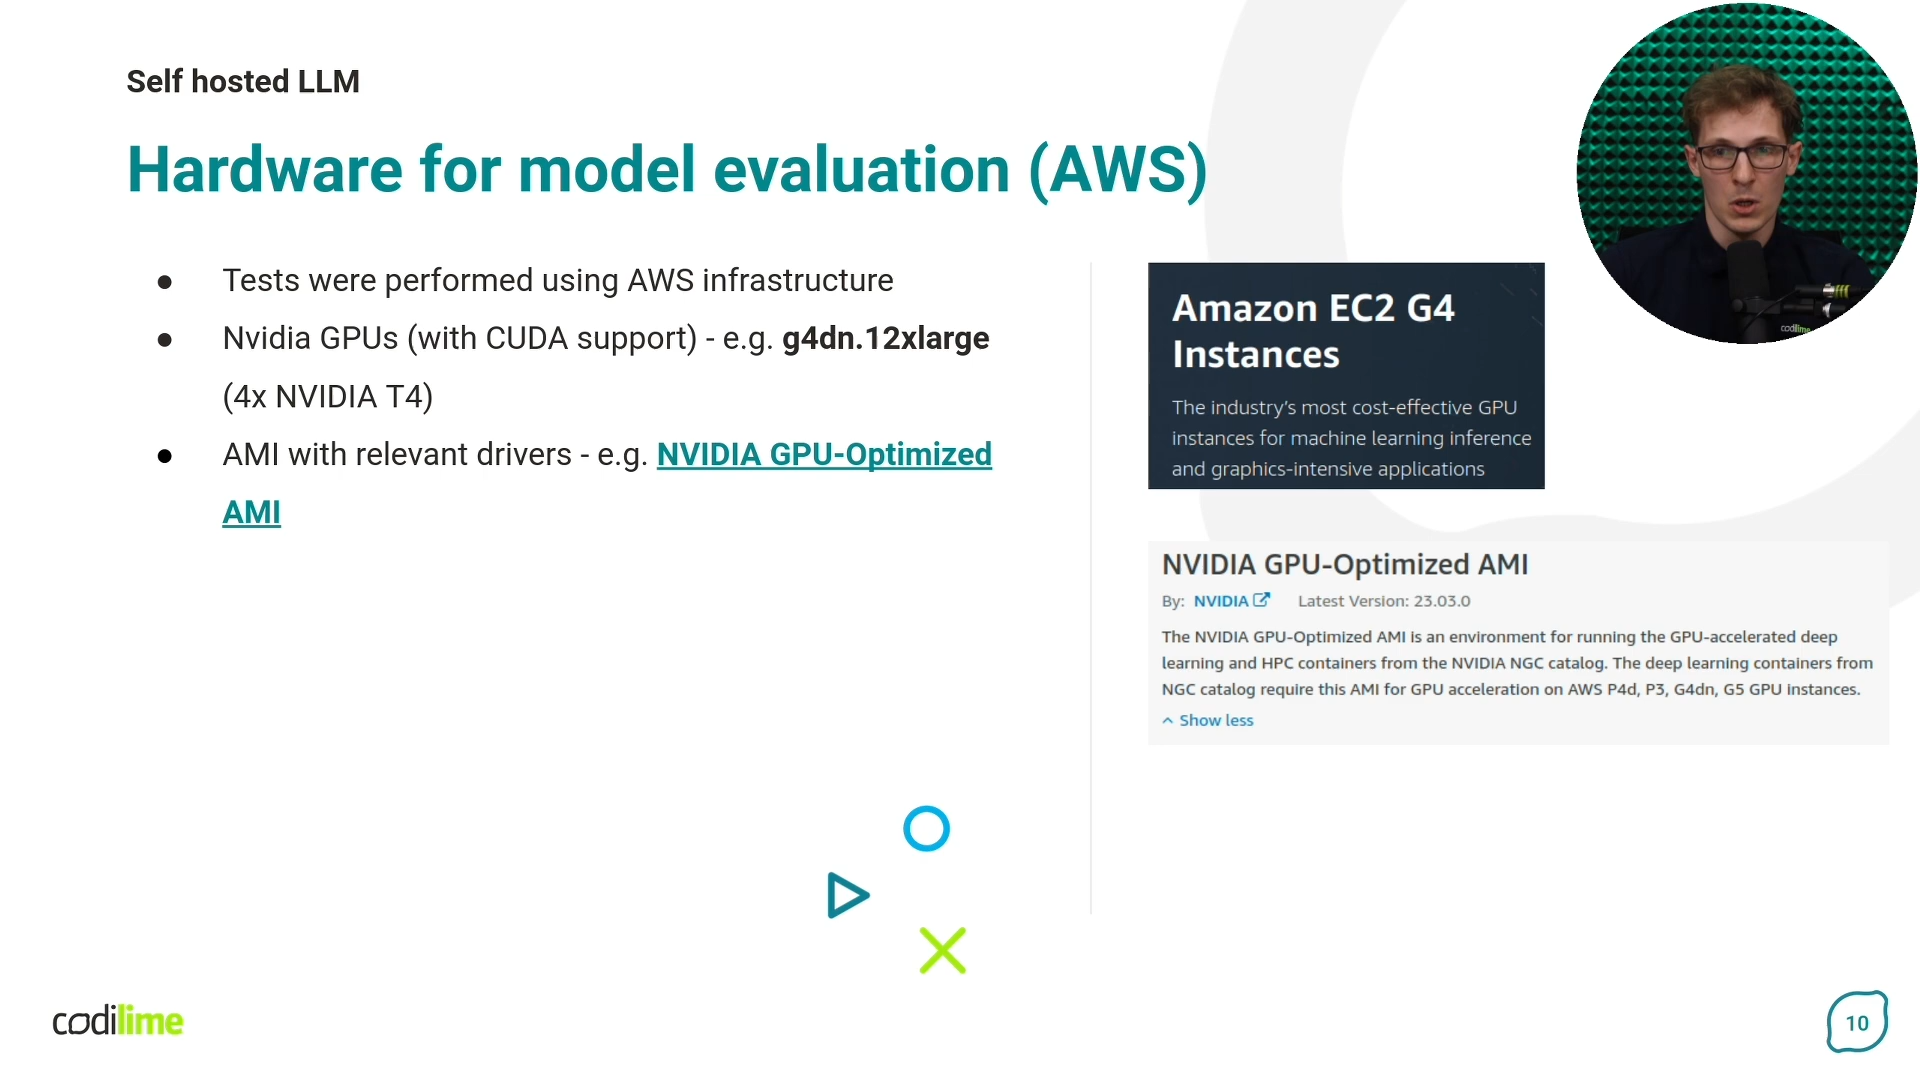 Self hosted LLM
Hardware for model evaluation (AWS)
● Tests were performed using AWS infrastructure
● Nvidia GPUs (with CUDA support) - e.g. g4dn.12xlarge
(4x NVIDIA T4)
● AMI with relevant drivers - e.g. NVIDIA GPU-Optimized
AMI
Amazon EC2 G4
Instances
The industry's most cost-effective GPU
instances for machine learning inference
and graphics-intensive applications
NVIDIA GPU-Optimized AMI
By: NVIDIA Latest Version: 23.03.0
The NVIDIA GPU-Optimized AMI is an environment for running the GPU-accelerated deep
learning and HPC containers from the NVIDIA NGC catalog. The deep learning containers from
NGC catalog require this AMI for GPU acceleration on AWS P4d, P3, G4dn, G5 GPU instances.
Show less
codilime
codilime
10